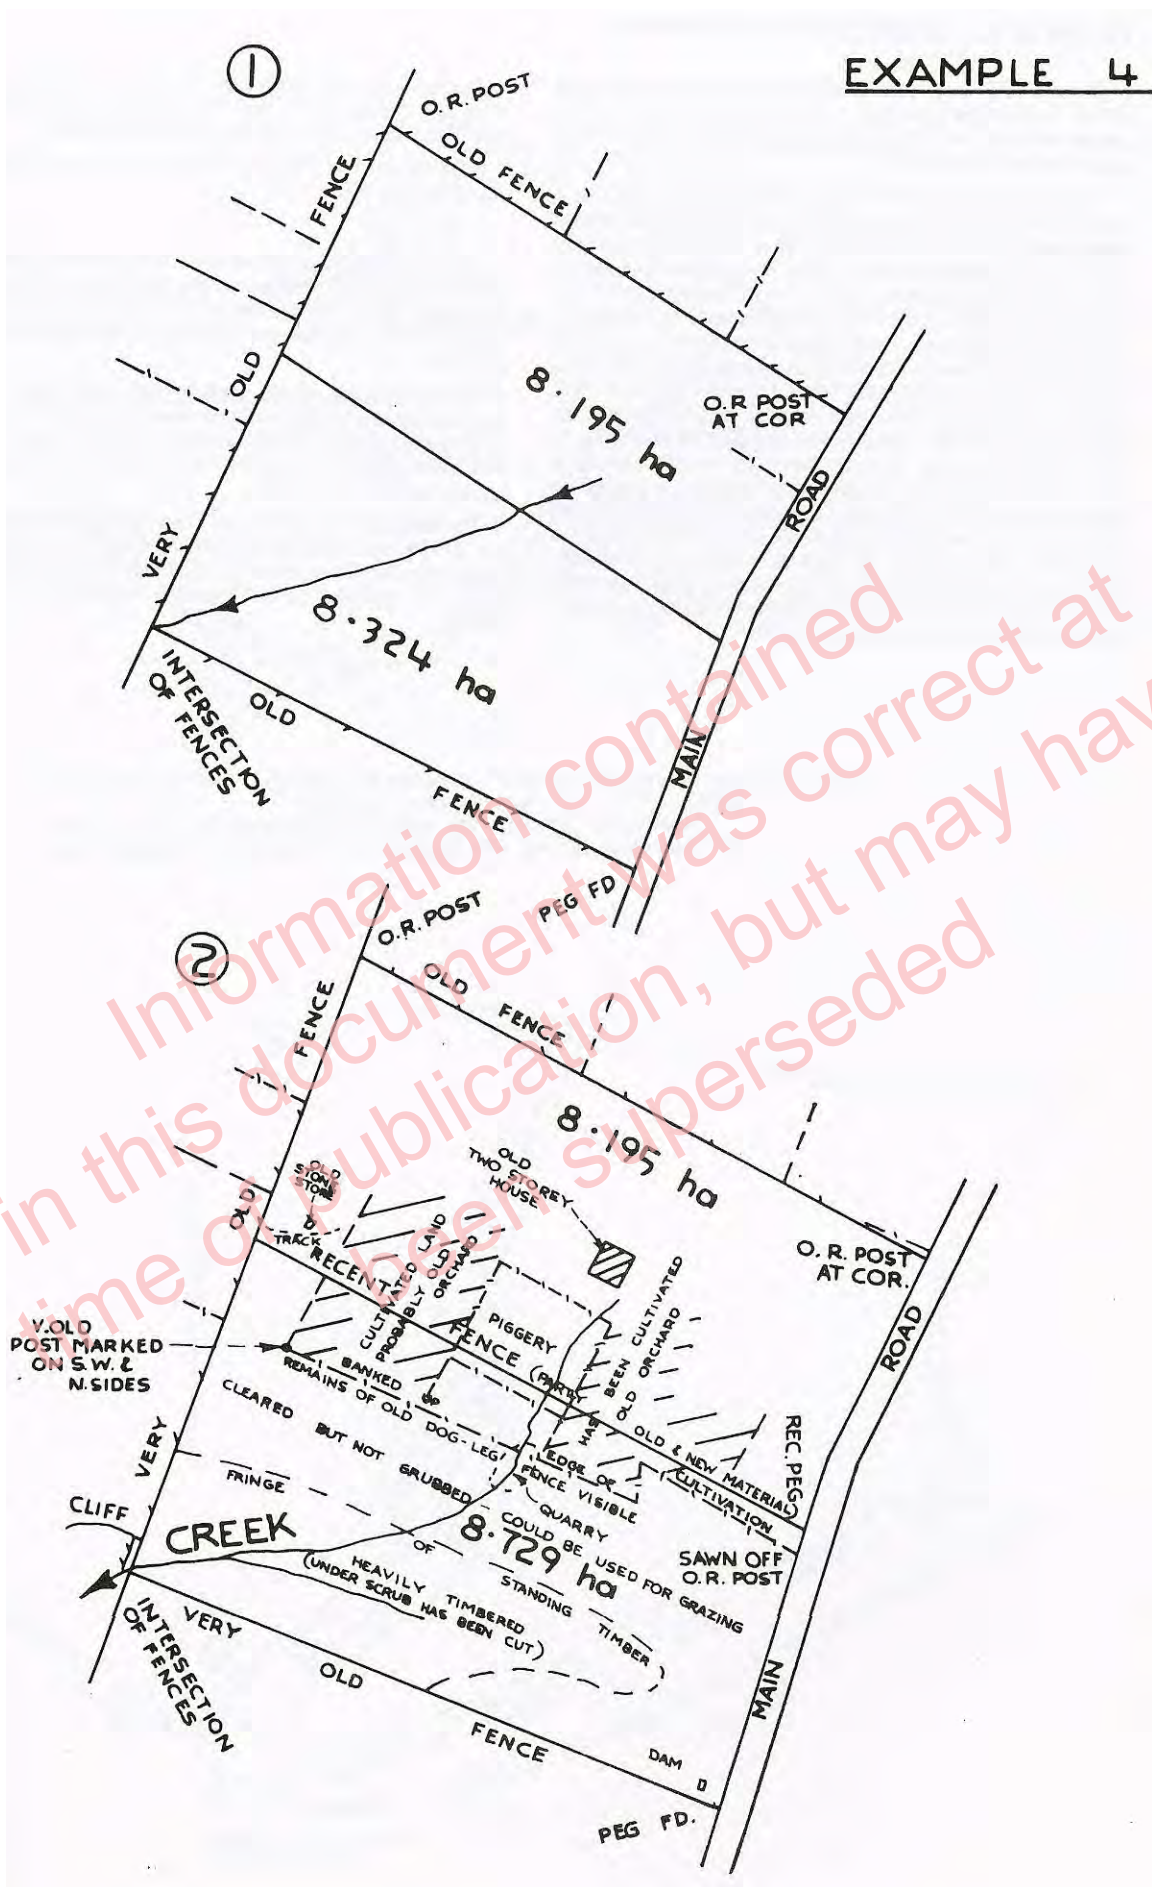 EXAMPLE 4
1
O.R. POST
OLD FENCE
FENCE
OLD
VERY
8.195 ha
O.R POST
AT COR
ROAD
8.324 ha
MAIN
INTERSECTION
OF FENCES
OLD
FENCE
PEG FD
2
O.R. POST
OLD
FENCE
FENCE
8.195 ha
OLD
TWO STOREY
HOUSE
OLD
STONE
STORE
OLD
TRACK
RECENT
FENCE (PARTLY
OLD & NEW MATERIAL)
CULTIVATED LAND
PROBABLY OLD
ORCHARD
PIGGERY
HAS BEEN CULTIVATED
OLD ORCHARD
O. R. POST
AT COR.
ROAD
REC. PEG
V.OLD
POST MARKED
ON S.W. &
N. SIDES
BANKED UP
REMAINS OF OLD DOG-LEG
FENCE VISIBLE
EDGE OF
CULTIVATION
CLEARED BUT NOT GRUBBED - COULD BE USED FOR GRAZING
QUARRY
SAWN OFF
O.R. POST
VERY
FRINGE OF STANDING TIMBER
CLIFF
CREEK
8.729 ha
HEAVILY TIMBERED
(UNDER SCRUB HAS BEEN CUT)
INTERSECTION
OF FENCES
VERY
OLD
FENCE
MAIN
DAM
PEG FD.
Information contained
in this document was correct at
time of publication, but may hav
been superseded